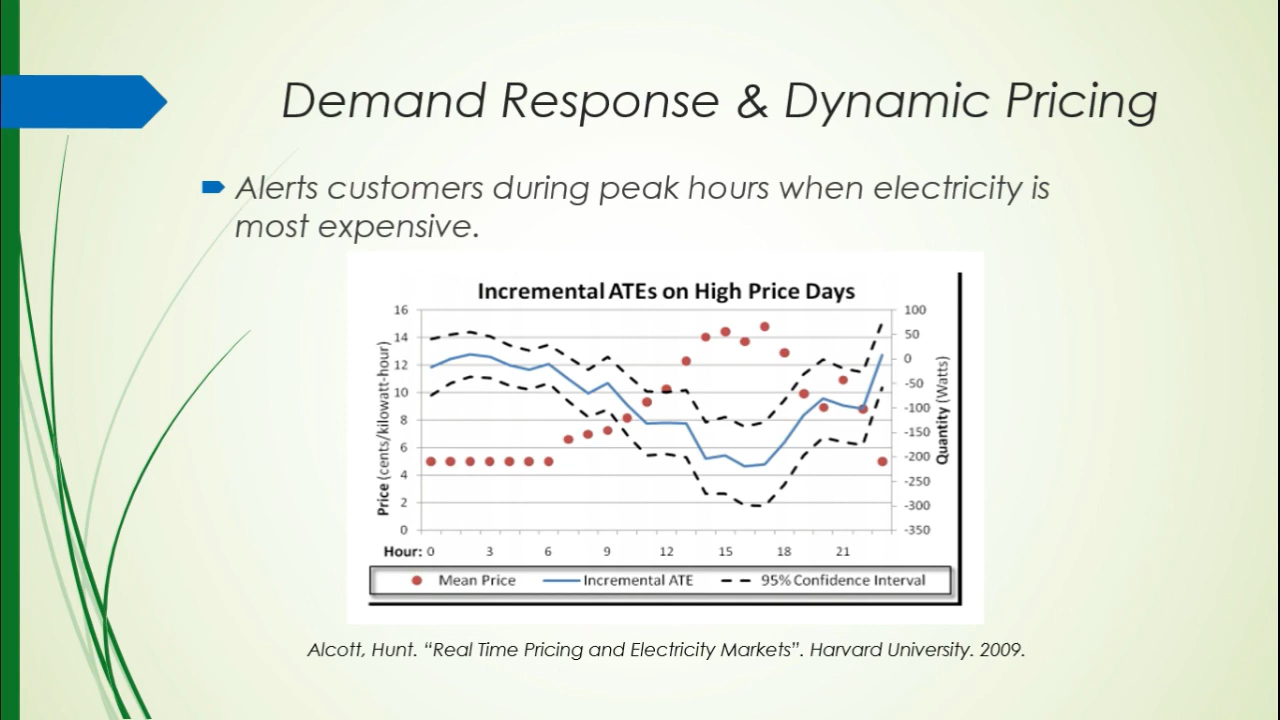 Demand Response & Dynamic Pricing
Alerts customers during peak hours when electricity is
most expensive.
Incremental ATEs on High Price Days
Price (cents/kilowatt-hour)
16
14
12
10
8
6
4
2
0
100
50
0
-50
-100
-150
-200
-250
-300
-350
Quantity (Watts)
Hour: 0 3 6 9 12 15 18 21
Mean Price Incremental ATE 95% Confidence Interval
Alcott, Hunt. “Real Time Pricing and Electricity Markets”. Harvard University. 2009.